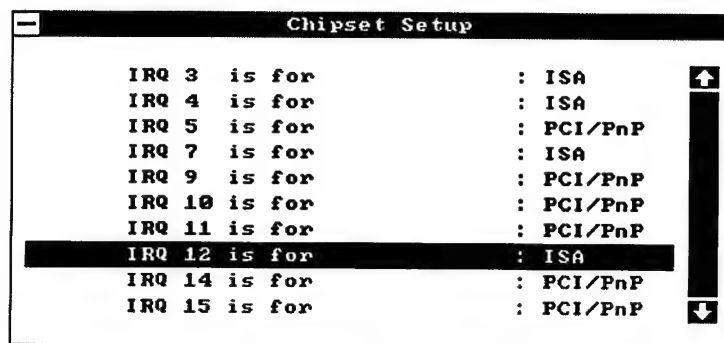 Chipset Setup
IRQ 3 is for : ISA
IRQ 4 is for : ISA
IRQ 5 is for : PCI/PnP
IRQ 7 is for : ISA
IRQ 9 is for : PCI/PnP
IRQ 10 is for : PCI/PnP
IRQ 11 is for : PCI/PnP
IRQ 12 is for : ISA
IRQ 14 is for : PCI/PnP
IRQ 15 is for : PCI/PnP